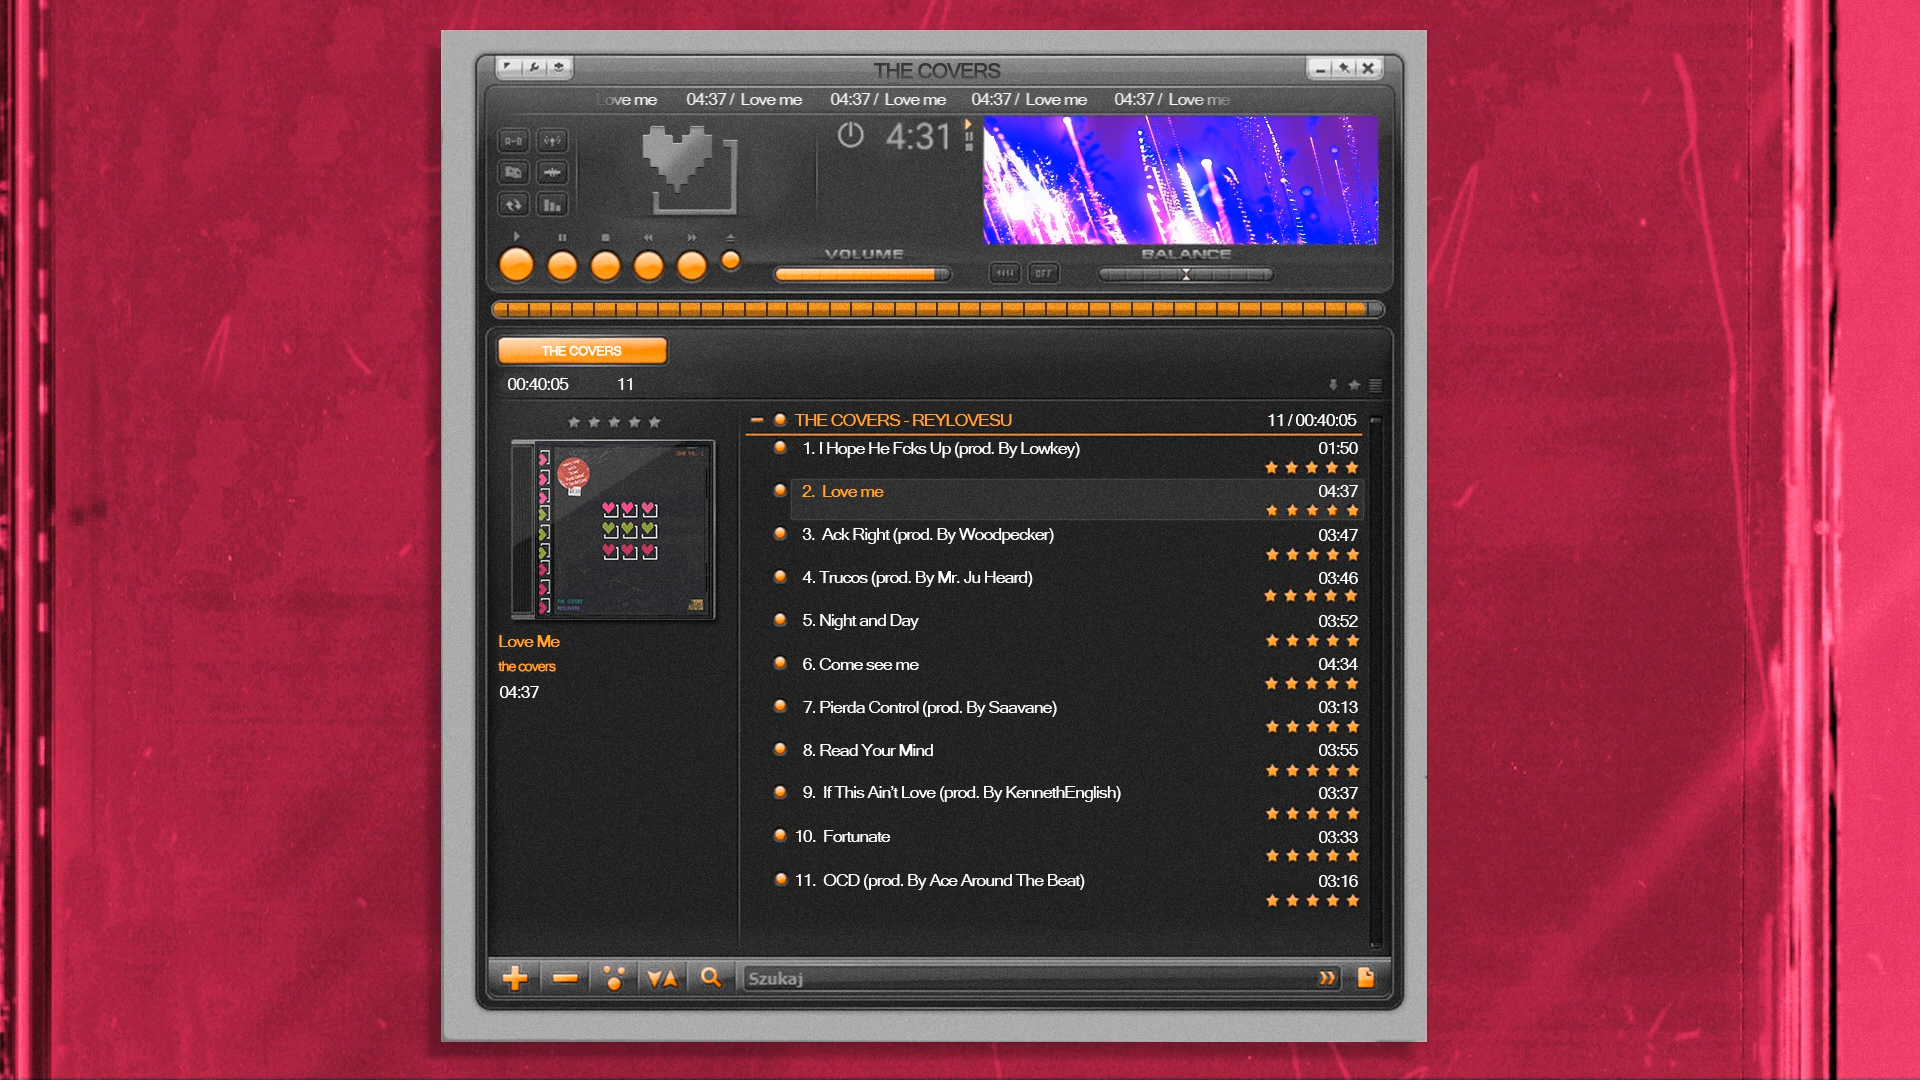 THE COVERS
Love me 04:37 / Love me 04:37 / Love me 04:37 / Love me 04:37 / Love me
4:31
VOLUME
OFF
BALANCE
THE COVERS
00:40:05 11
THE COVERS - REYLOVESU 11 / 00:40:05
1. I Hope He Fcks Up (prod. By Lowkey) 01:50
2. Love me 04:37
3. Ack Right (prod. By Woodpecker) 03:47
4. Trucos (prod. By Mr. Ju Heard) 03:46
5. Night and Day 03:52
6. Come see me 04:34
7. Pierda Control (prod. By Saavane) 03:13
8. Read Your Mind 03:55
9. If This Ain't Love (prod. By KennethEnglish) 03:37
10. Fortunate 03:33
11. OCD (prod. By Ace Around The Beat) 03:16
THE COVERS
Love Me
the covers
04:37
Szukaj